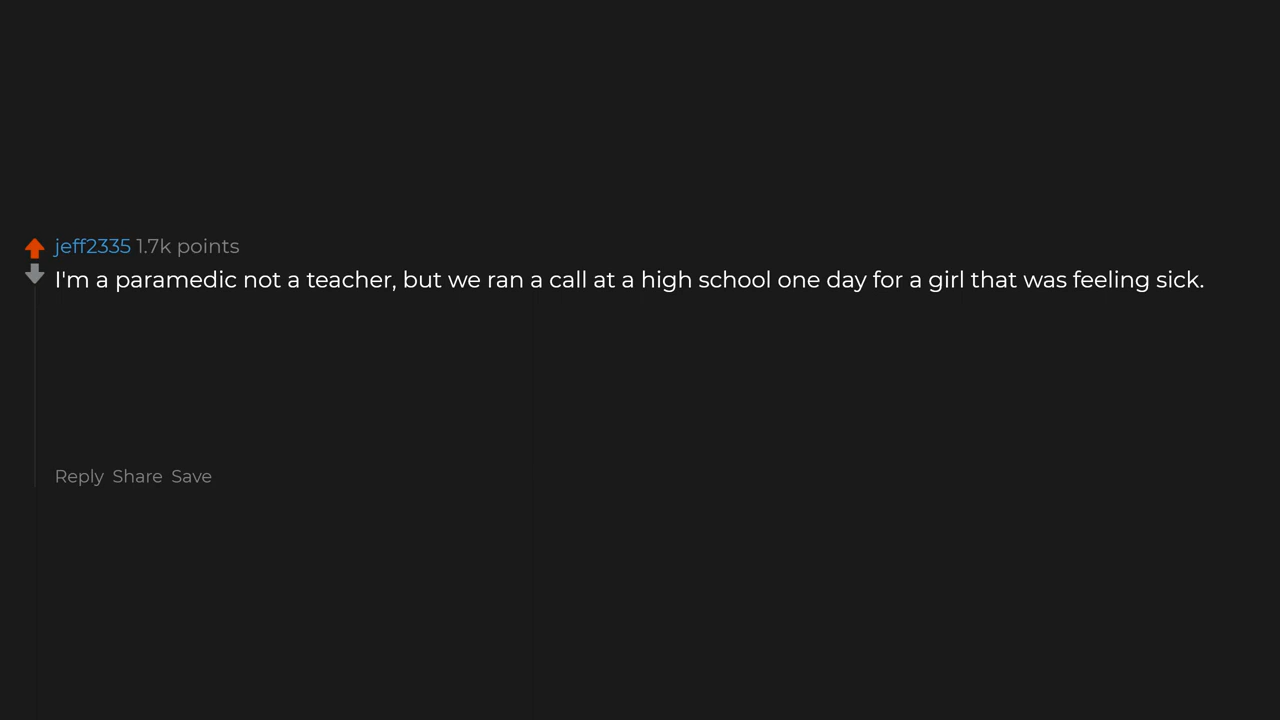 jeff2335 1.7k points
I'm a paramedic not a teacher, but we ran a call at a high school one day for a girl that was feeling sick.
Reply Share Save